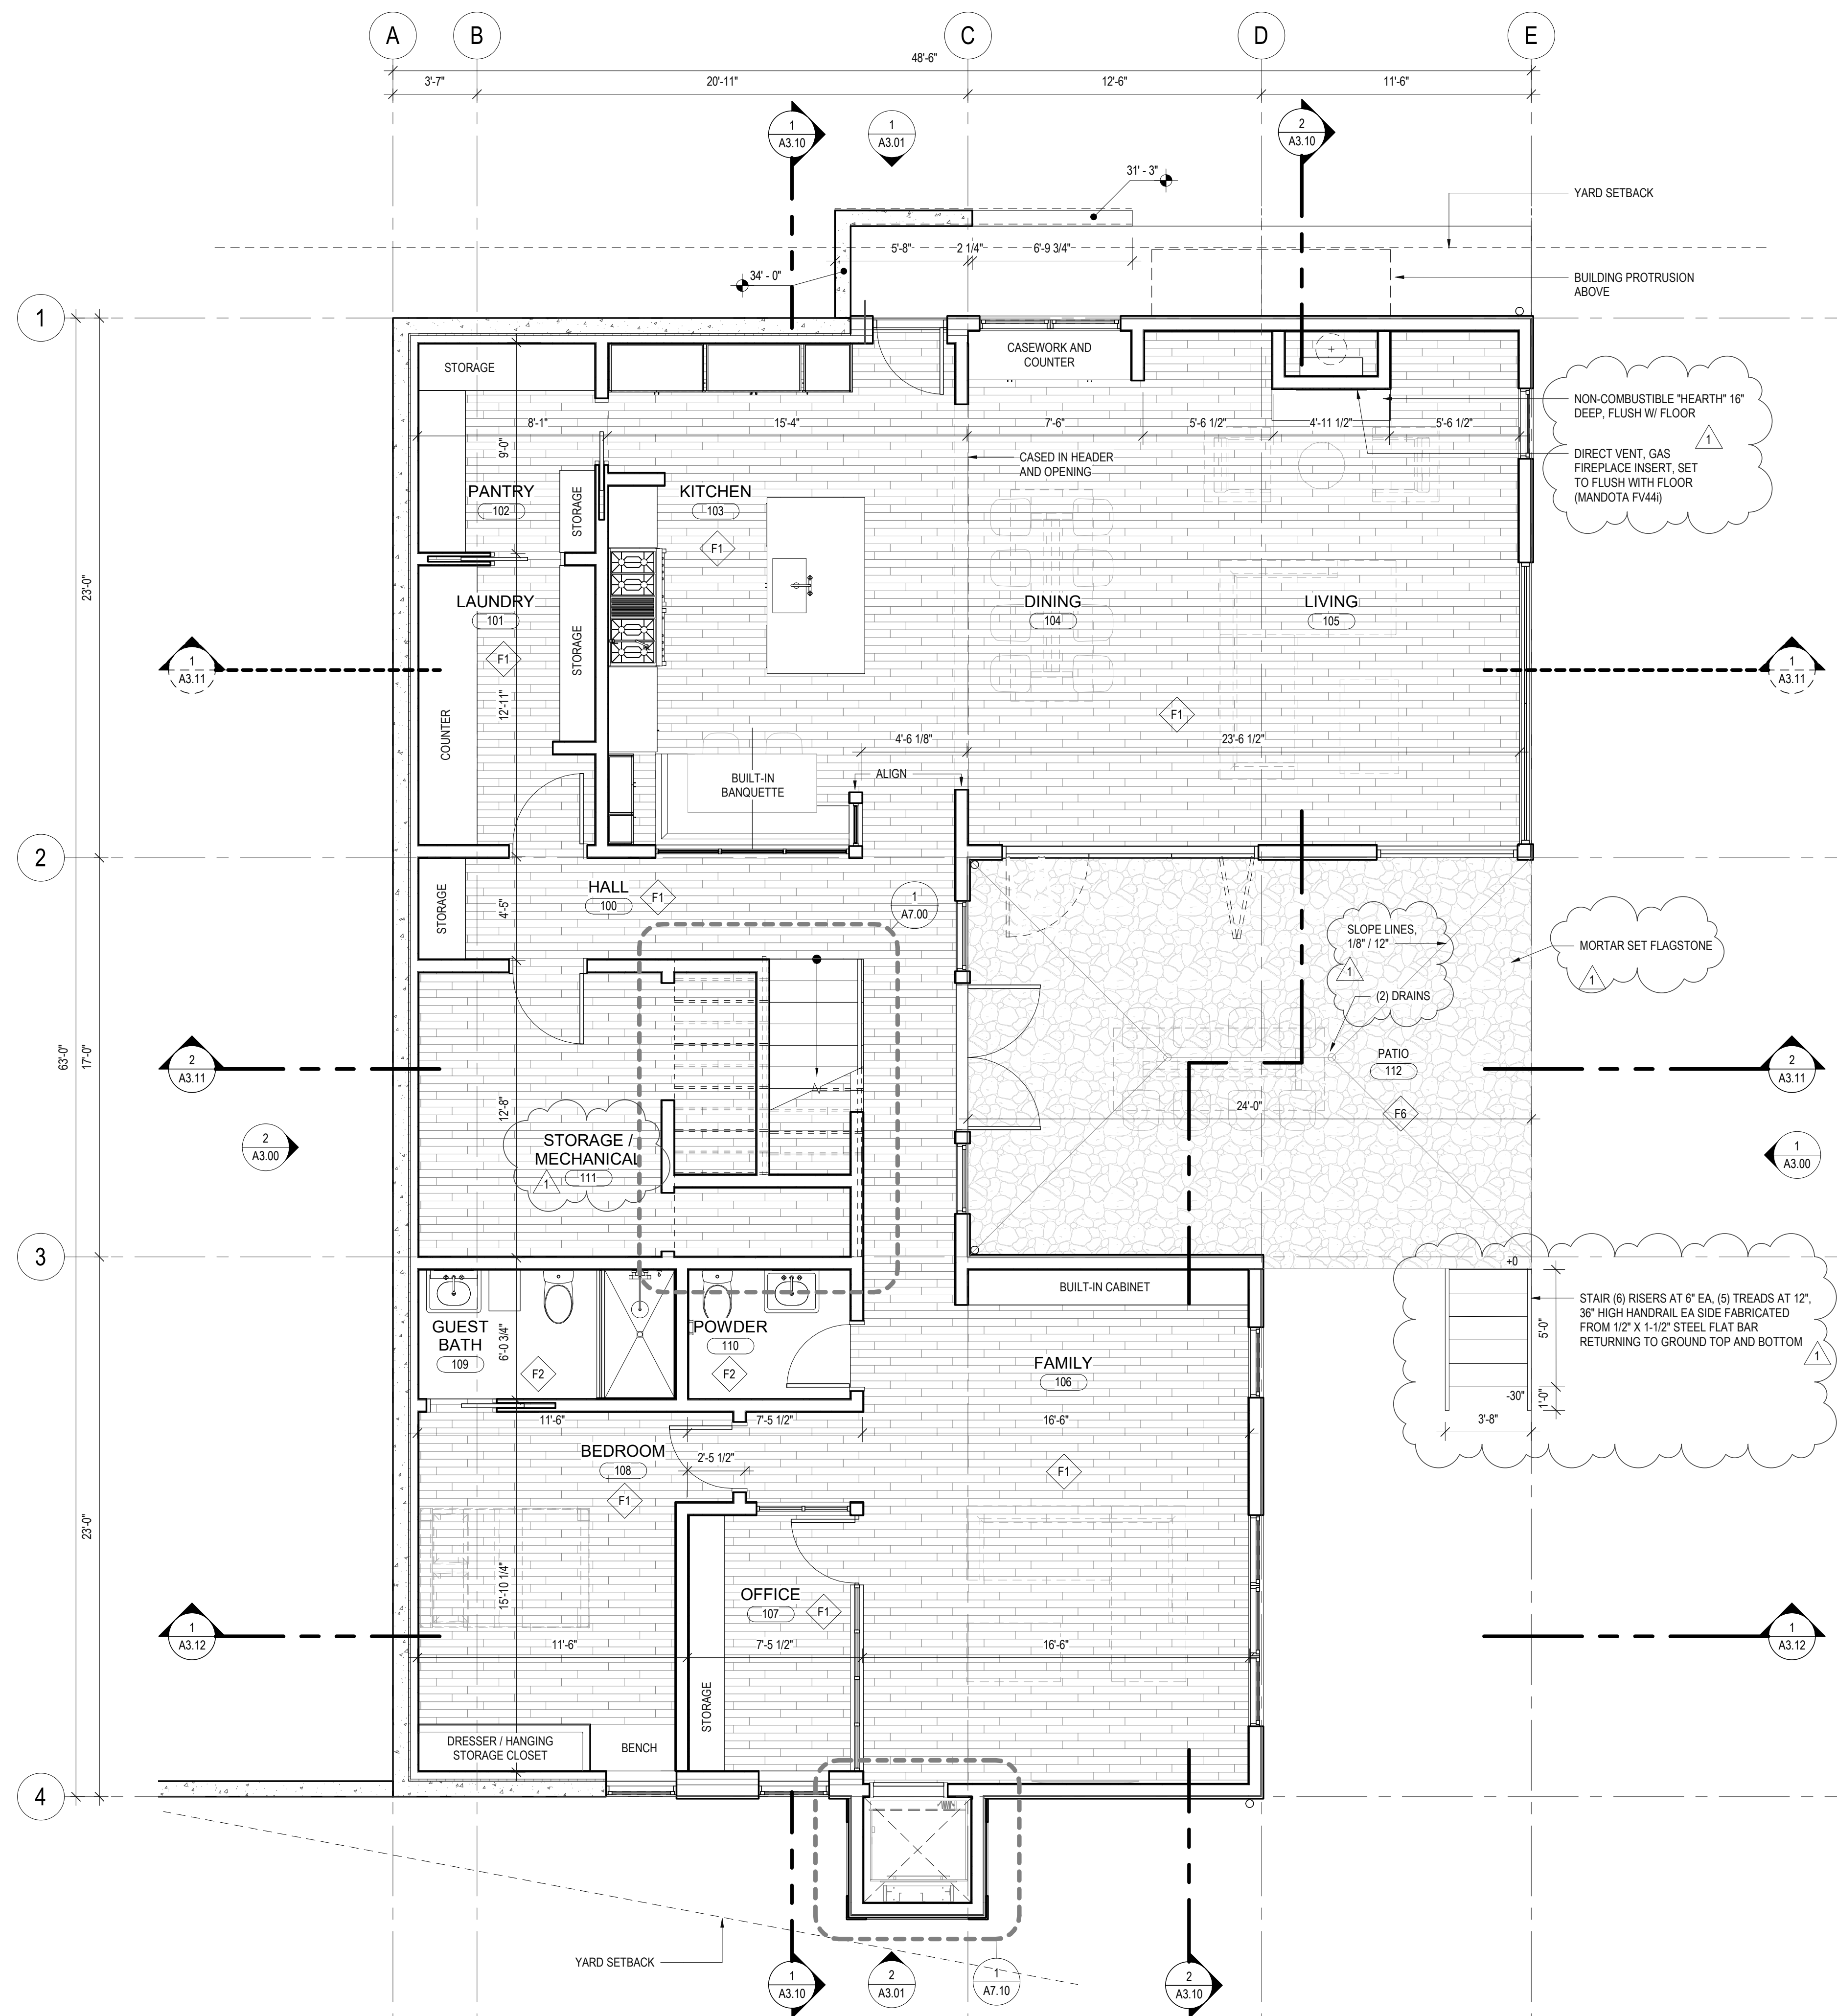 A
B
C
D
E
48'-6"
3'-7"
20'-11"
12'-6"
11'-6"
1
A3.10
1
A3.01
2
A3.10
31' - 3"
YARD SETBACK
5'-8"
2 1/4"
6'-9 3/4"
34' - 0"
BUILDING PROTRUSION
ABOVE
1
STORAGE
CASEWORK AND
COUNTER
NON-COMBUSTIBLE "HEARTH" 16"
DEEP, FLUSH W/ FLOOR
1
DIRECT VENT, GAS
FIREPLACE INSERT, SET
TO FLUSH WITH FLOOR
(MANDOTA FV44i)
8'-1"
15'-4"
7'-6"
5'-6 1/2"
4'-11 1/2"
5'-6 1/2"
9'-0"
CASED IN HEADER
AND OPENING
PANTRY
102
STORAGE
KITCHEN
103
F1
23'-0"
LAUNDRY
101
F1
STORAGE
DINING
104
LIVING
105
1
A3.11
1
A3.11
12'-11"
COUNTER
F1
4'-6 1/8"
23'-6 1/2"
ALIGN
BUILT-IN
BANQUETTE
2
HALL
100
F1
STORAGE
4'-5"
1
A7.00
SLOPE LINES,
1/8" / 12"
1
(2) DRAINS
MORTAR SET FLAGSTONE
1
63'-0"
17'-0"
PATIO
112
F6
24'-0"
2
A3.11
2
A3.11
12'-8"
2
A3.00
1
A3.00
STORAGE /
MECHANICAL
1
111
3
BUILT-IN CABINET
+0
STAIR (6) RISERS AT 6" EA, (5) TREADS AT 12",
36" HIGH HANDRAIL EA SIDE FABRICATED
FROM 1/2" X 1-1/2" STEEL FLAT BAR
RETURNING TO GROUND TOP AND BOTTOM
1
5'-0"
-30"
1'-0"
3'-8"
GUEST
BATH
109
6'-0 3/4"
F2
POWDER
110
F2
FAMILY
106
11'-6"
7'-5 1/2"
16'-6"
BEDROOM
108
F1
2'-5 1/2"
F1
23'-0"
15'-10 1/4"
OFFICE
107
F1
1
A3.12
1
A3.12
11'-6"
7'-5 1/2"
16'-6"
STORAGE
DRESSER / HANGING
STORAGE CLOSET
BENCH
4
YARD SETBACK
1
A3.10
2
A3.01
1
A7.10
2
A3.10